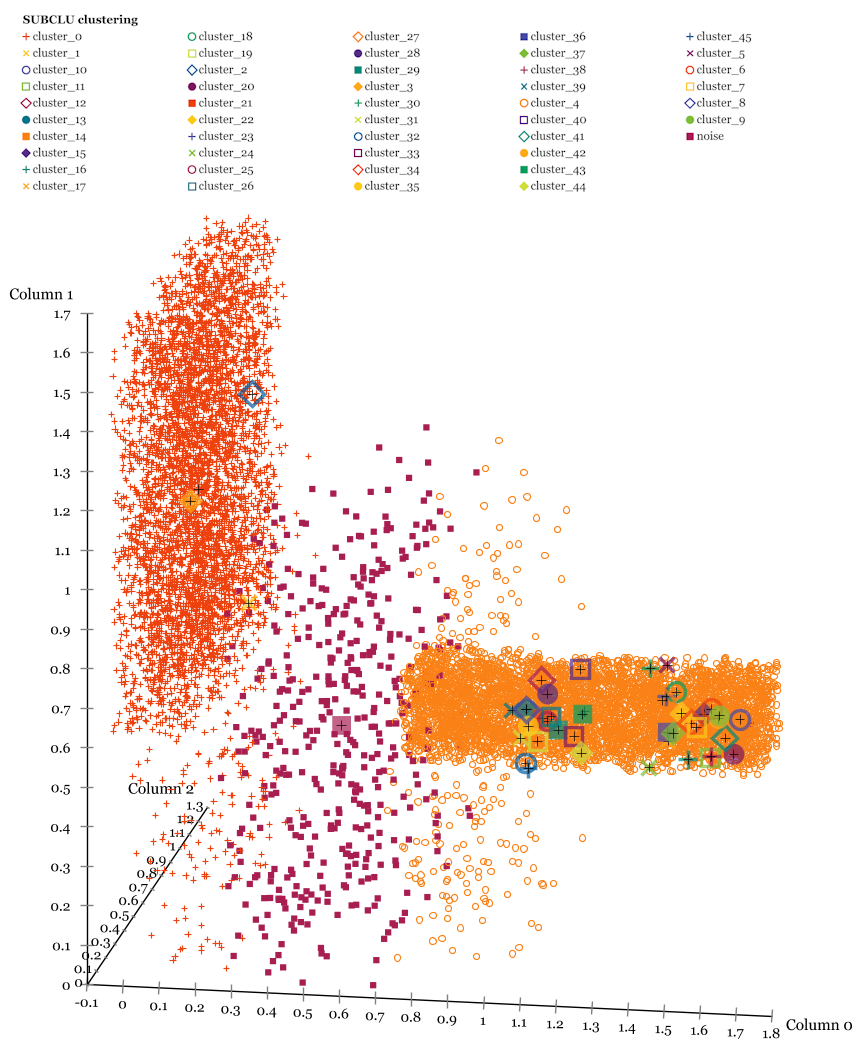 SUBCLU clustering
cluster_0 cluster_18 cluster_27 cluster_36 cluster_45
cluster_1 cluster_19 cluster_28 cluster_37 cluster_5
cluster_10 cluster_2 cluster_29 cluster_38 cluster_6
cluster_11 cluster_20 cluster_3 cluster_39 cluster_7
cluster_12 cluster_21 cluster_30 cluster_4 cluster_8
cluster_13 cluster_22 cluster_31 cluster_40 cluster_9
cluster_14 cluster_23 cluster_32 cluster_41 noise
cluster_15 cluster_24 cluster_33 cluster_42
cluster_16 cluster_25 cluster_34 cluster_43
cluster_17 cluster_26 cluster_35 cluster_44
Column 1
1.7
1.6
1.5
1.4
1.3
1.2
1.1
1
0.9
0.8
0.7
0.6
0.5
0.4
0.3
0.2
0.1
0
Column 2
1.3
1.2
1.1
1
0.9
0.8
0.7
0.6
0.5
0.4
0.3
0.2
0.1
0
-0.1 0 0.1 0.2 0.3 0.4 0.5 0.6 0.7 0.8 0.9 1 1.1 1.2 1.3 1.4 1.5 1.6 1.7 1.8
Column 0